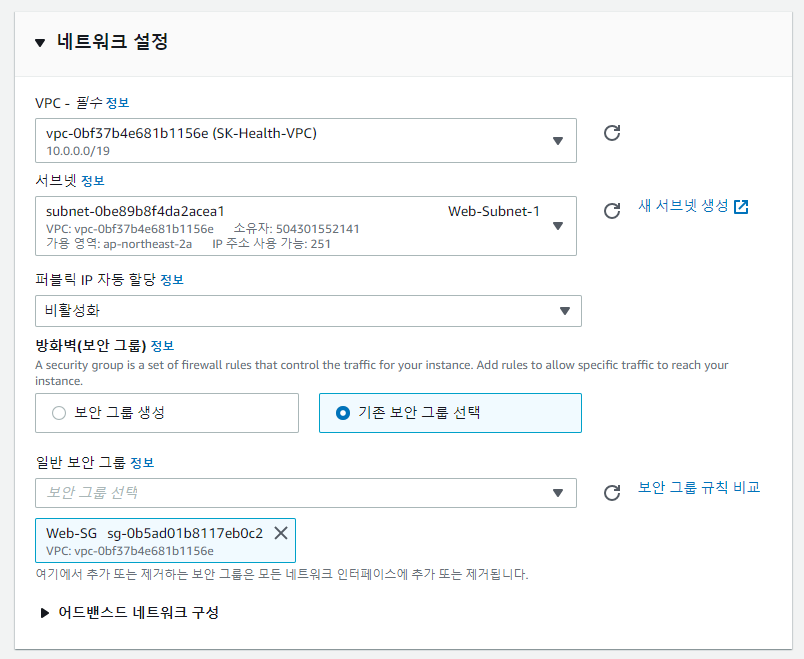 네트워크 설정
VPC - 필수 정보
vpc-0bf37b4e681b1156e (SK-Health-VPC)
10.0.0.0/19
서브넷 정보
subnet-0be89b8f4da2acea1 Web-Subnet-1
VPC: vpc-0bf37b4e681b1156e 소유자: 504301552141
가용 영역: ap-northeast-2a IP 주소 사용 가능: 251
새 서브넷 생성
퍼블릭 IP 자동 할당 정보
비활성화
방화벽(보안 그룹) 정보
A security group is a set of firewall rules that control the traffic for your instance. Add rules to allow specific traffic to reach your
instance.
보안 그룹 생성 기존 보안 그룹 선택
일반 보안 그룹 정보
보안 그룹 선택
보안 그룹 규칙 비교
Web-SG sg-0b5ad01b8117eb0c2
VPC: vpc-0bf37b4e681b1156e
여기에서 추가 또는 제거하는 보안 그룹은 모든 네트워크 인터페이스에 추가 또는 제거됩니다.
어드밴스드 네트워크 구성